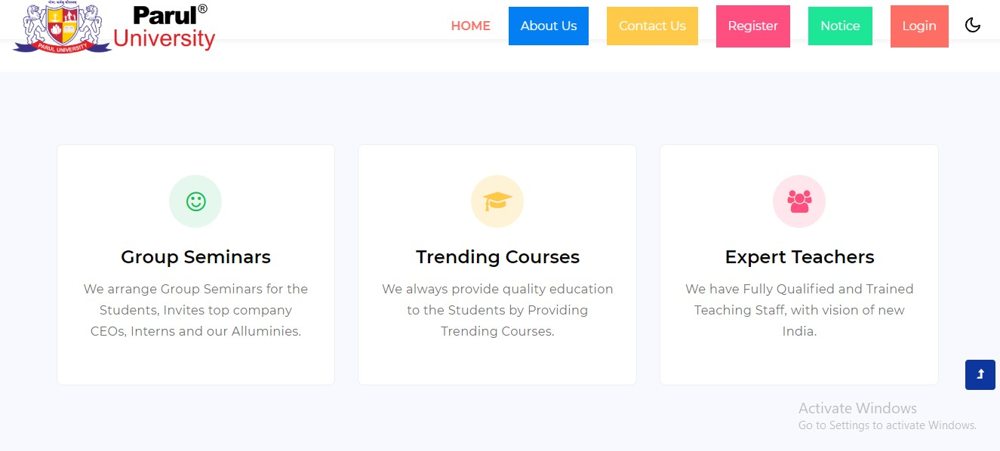 Parul®
University
PARUL UNIVERSITY
HOME
About Us
Contact Us
Register
Notice
Login
Group Seminars
We arrange Group Seminars for the
Students, Invites top company
CEOs, Interns and our Alluminies.
Trending Courses
We always provide quality education
to the Students by Providing
Trending Courses.
Expert Teachers
We have Fully Qualified and Trained
Teaching Staff, with vision of new
India.
Activate Windows
Go to Settings to activate Windows.